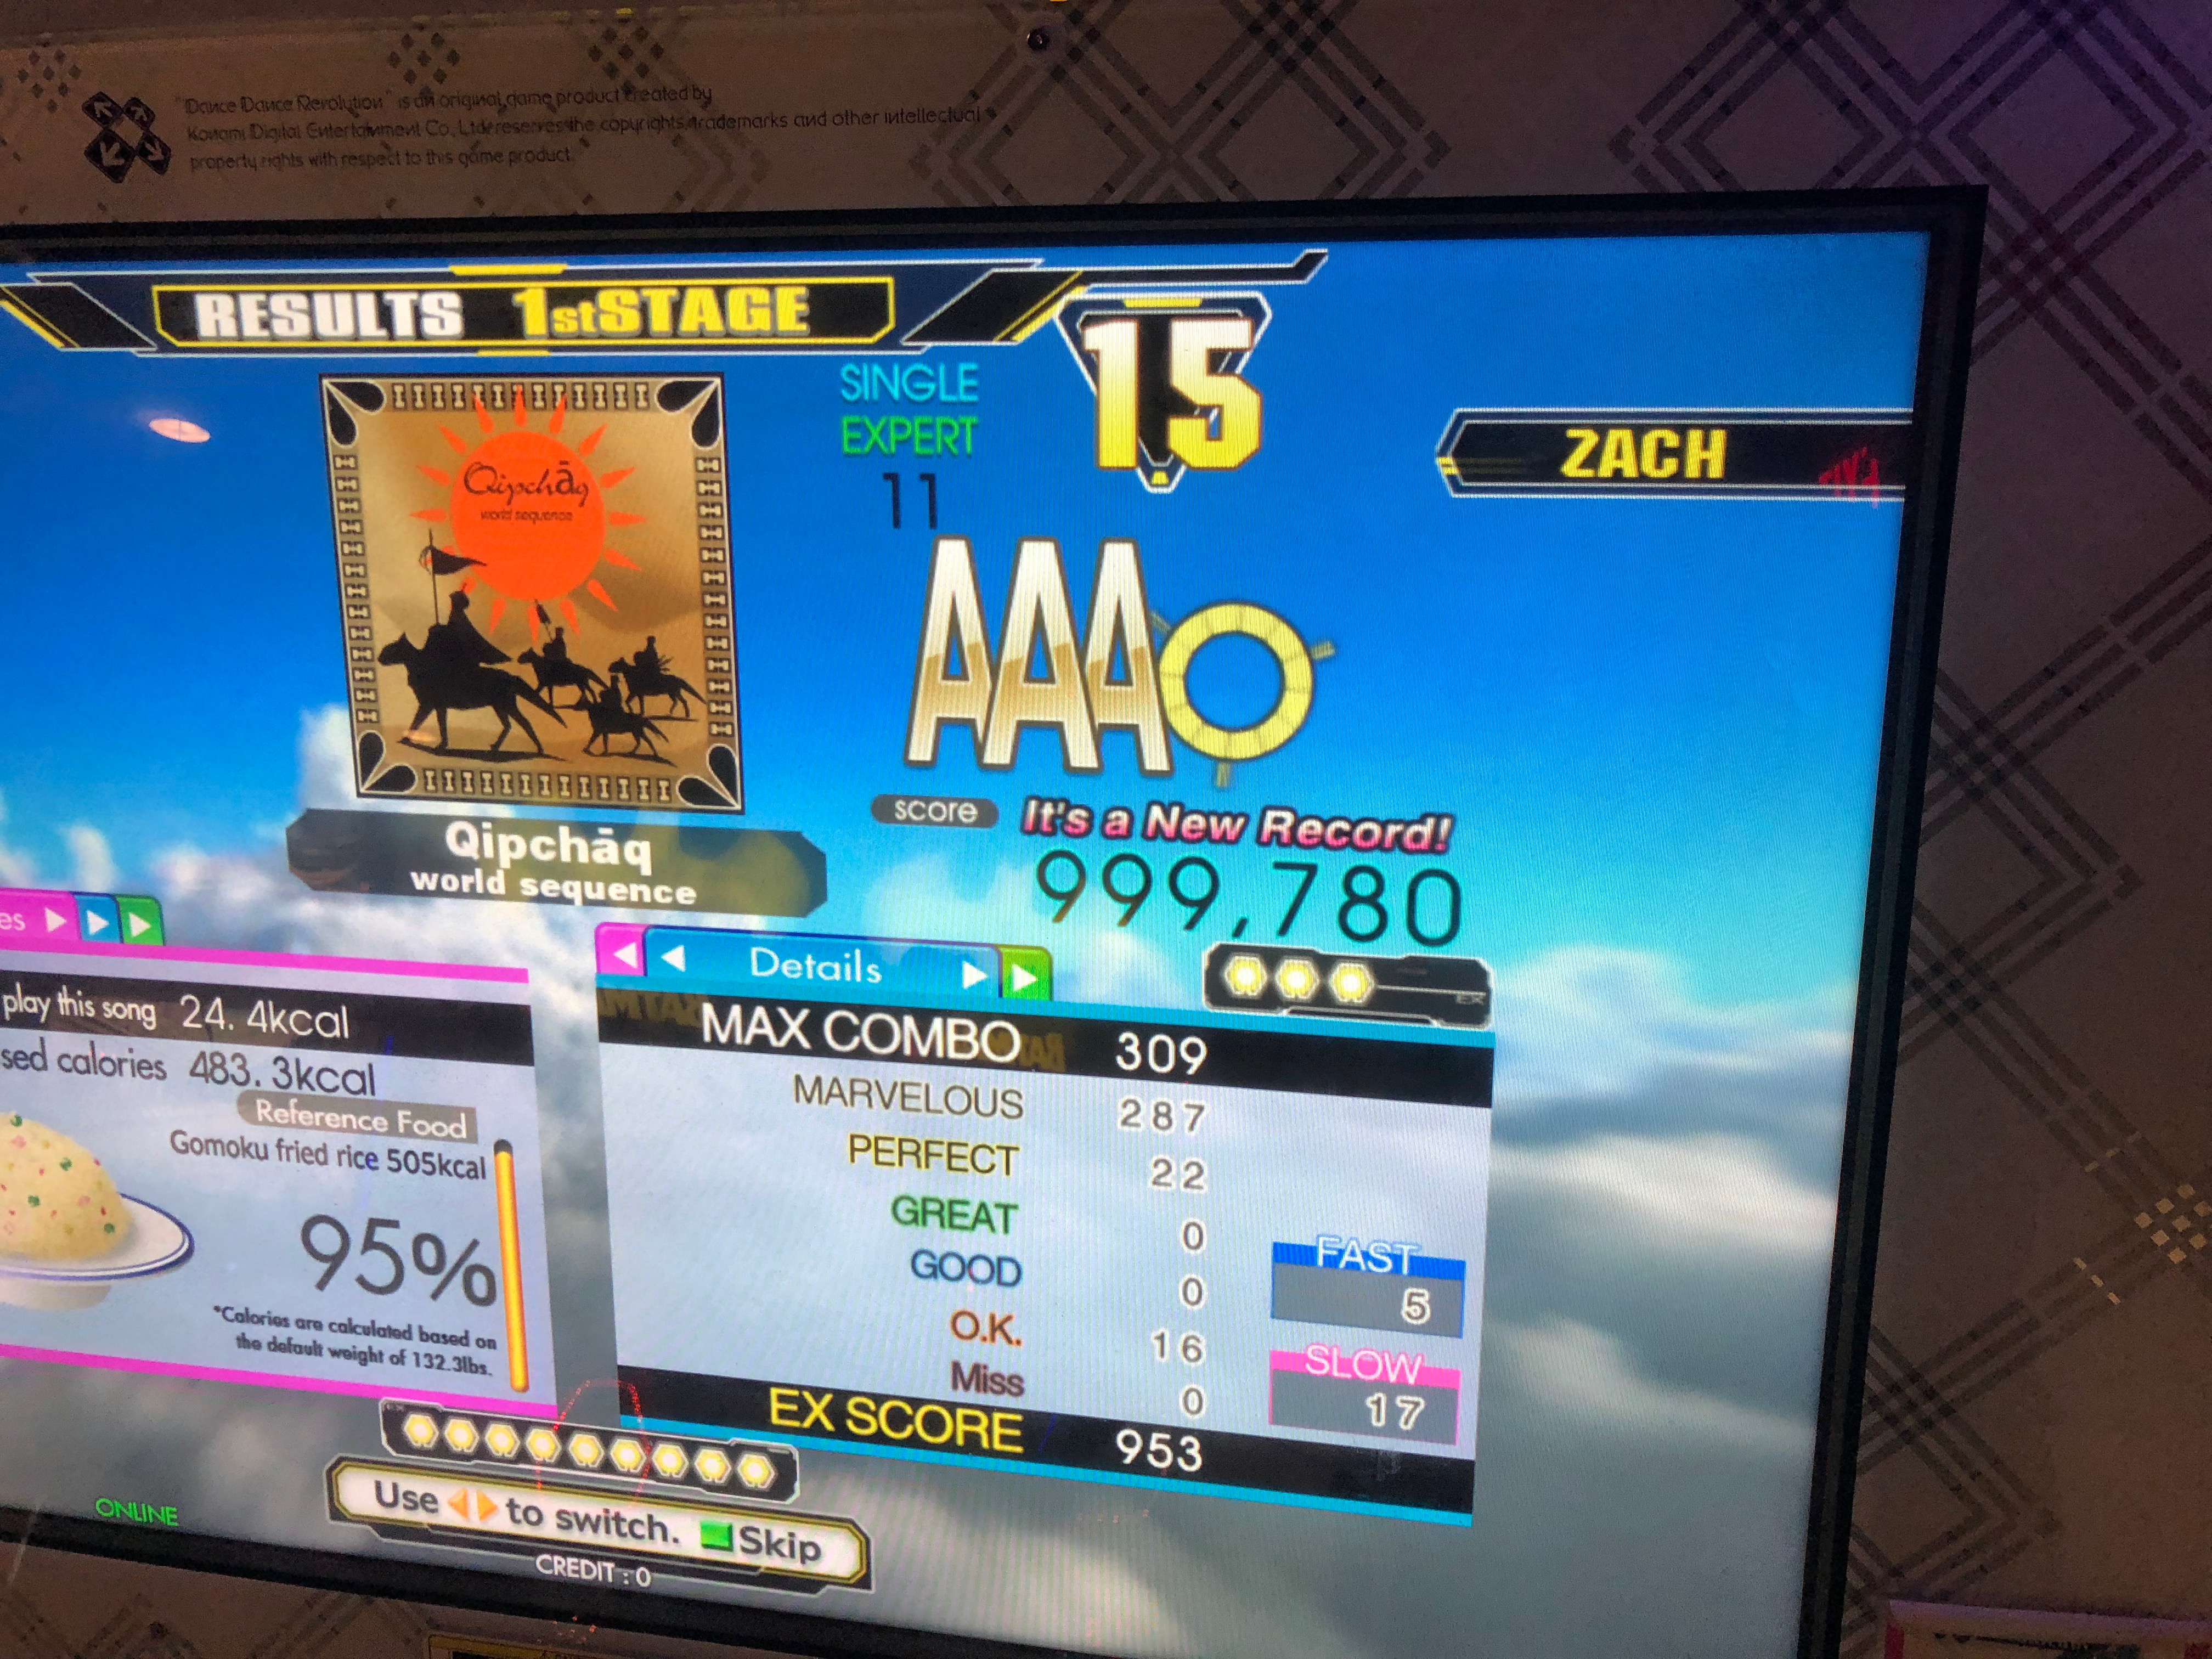 "Dance Dance Revolution" is an original game product created by
Konami Digital Entertainment Co., Ltd. reserves the copyrights, trademarks and other intellectual
property rights with respect to this game product.
RESULTS 1stSTAGE
15
SINGLE
EXPERT
11
ZACH
Qipchāq
world sequence
AAA
Qipchāq
world sequence
score It's a New Record!
999,780
es
play this song 24.4kcal
sed calories 483.3kcal
Reference Food
Gomoku fried rice 505kcal
95%
*Calories are calculated based on
the default weight of 132.3lbs.
Details
EX
MAX COMBO 309
MARVELOUS 287
PERFECT 22
GREAT 0
GOOD 0
O.K. 16
Miss 0
EX SCORE 953
FAST
5
SLOW
17
EX
Use to switch. Skip
ONLINE
CREDIT : 0